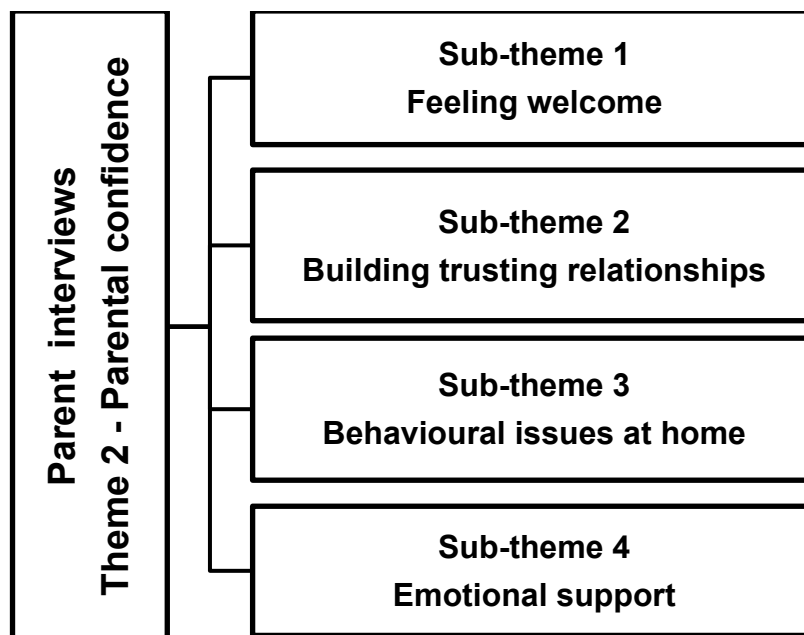 Parent interviews
Theme 2 - Parental confidence
Sub-theme 1
Feeling welcome
Sub-theme 2
Building trusting relationships
Sub-theme 3
Behavioural issues at home
Sub-theme 4
Emotional support